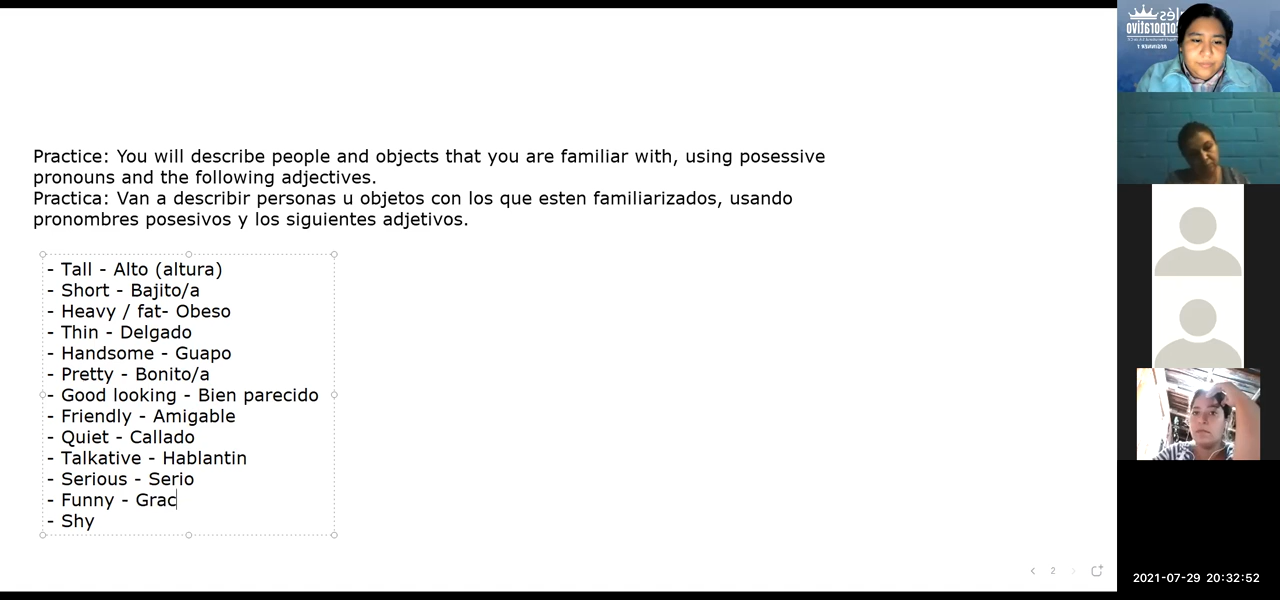 Practice: You will describe people and objects that you are familiar with, using posessive
pronouns and the following adjectives.
Practica: Van a describir personas u objetos con los que esten familiarizados, usando
pronombres posesivos y los siguientes adjetivos.
- Tall - Alto (altura)
- Short - Bajito/a
- Heavy / fat- Obeso
- Thin - Delgado
- Handsome - Guapo
- Pretty - Bonito/a
- Good looking - Bien parecido
- Friendly - Amigable
- Quiet - Callado
- Talkative - Hablantin
- Serious - Serio
- Funny - Grac
- Shy
2
2021-07-29 20:32:52